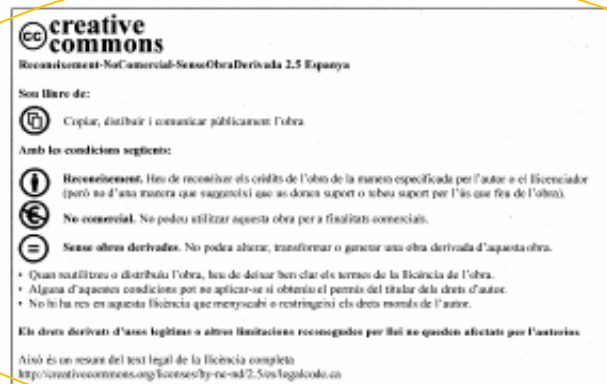 cc creative
commons
Reconeixement-NoComercial-SenseObraDerivada 2.5 Espanya
Sou lliure de:
Copiar, distibuir i comunicar públicament l'obra
Amb les condicions següents:
Reconeixement. Heu de reconèixer els crèdits de l'obra de la manera especificada per l'autor o el llicenciador
(però no d'una manera que suggereixi que us donen suport o rebeu suport per l'ús que feu de l'obra).
No comercial. No podeu utilitzar aquesta obra per a finalitats comercials.
Sense obres derivades. No podeu alterar, transformar o generar una obra derivada d'aquesta obra.
• Quan reutilitzeu o distribuïu l'obra, heu de deixar ben clar els termes de la llicència de l'obra.
• Alguna d'aquestes condicions pot no aplicar-se si obteniu el permís del titular dels drets d'autor.
• No hi ha res en aquesta llicència que menyscabi o restringeixi els drets morals de l'autor.
Els drets derivats d'usos legítims o altres limitacions reconegudes per llei no queden afectats per l'anterior
Això és un resum del text legal de la llicència completa
http://creativecommons.org/licenses/by-nc-nd/2.5/es/legalcode.ca